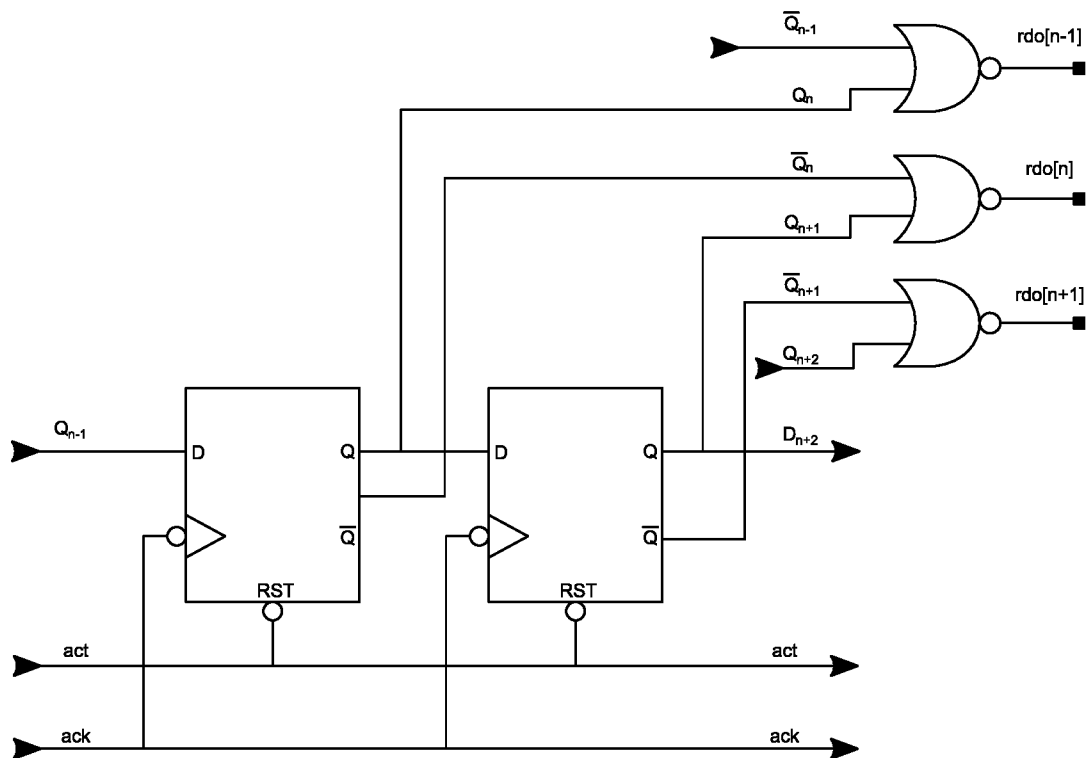 Q̅n-1
rdo[n-1]
Qn
Q̅n
rdo[n]
Qn+1
Q̅n+1
rdo[n+1]
Qn+2
Qn-1
D
Q
D
Q
Dn+2
Q̅
Q̅
RST
RST
act
act
ack
ack